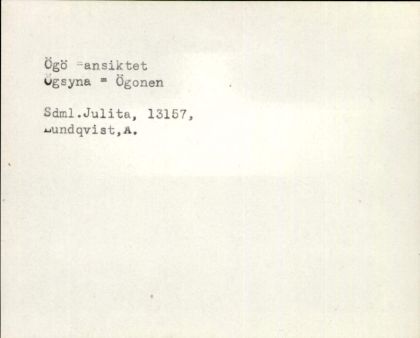 Ögö =ansiktet
Ögsyna = Ögonen
Sdml.Julita, 13157,
Lundqvist,A.